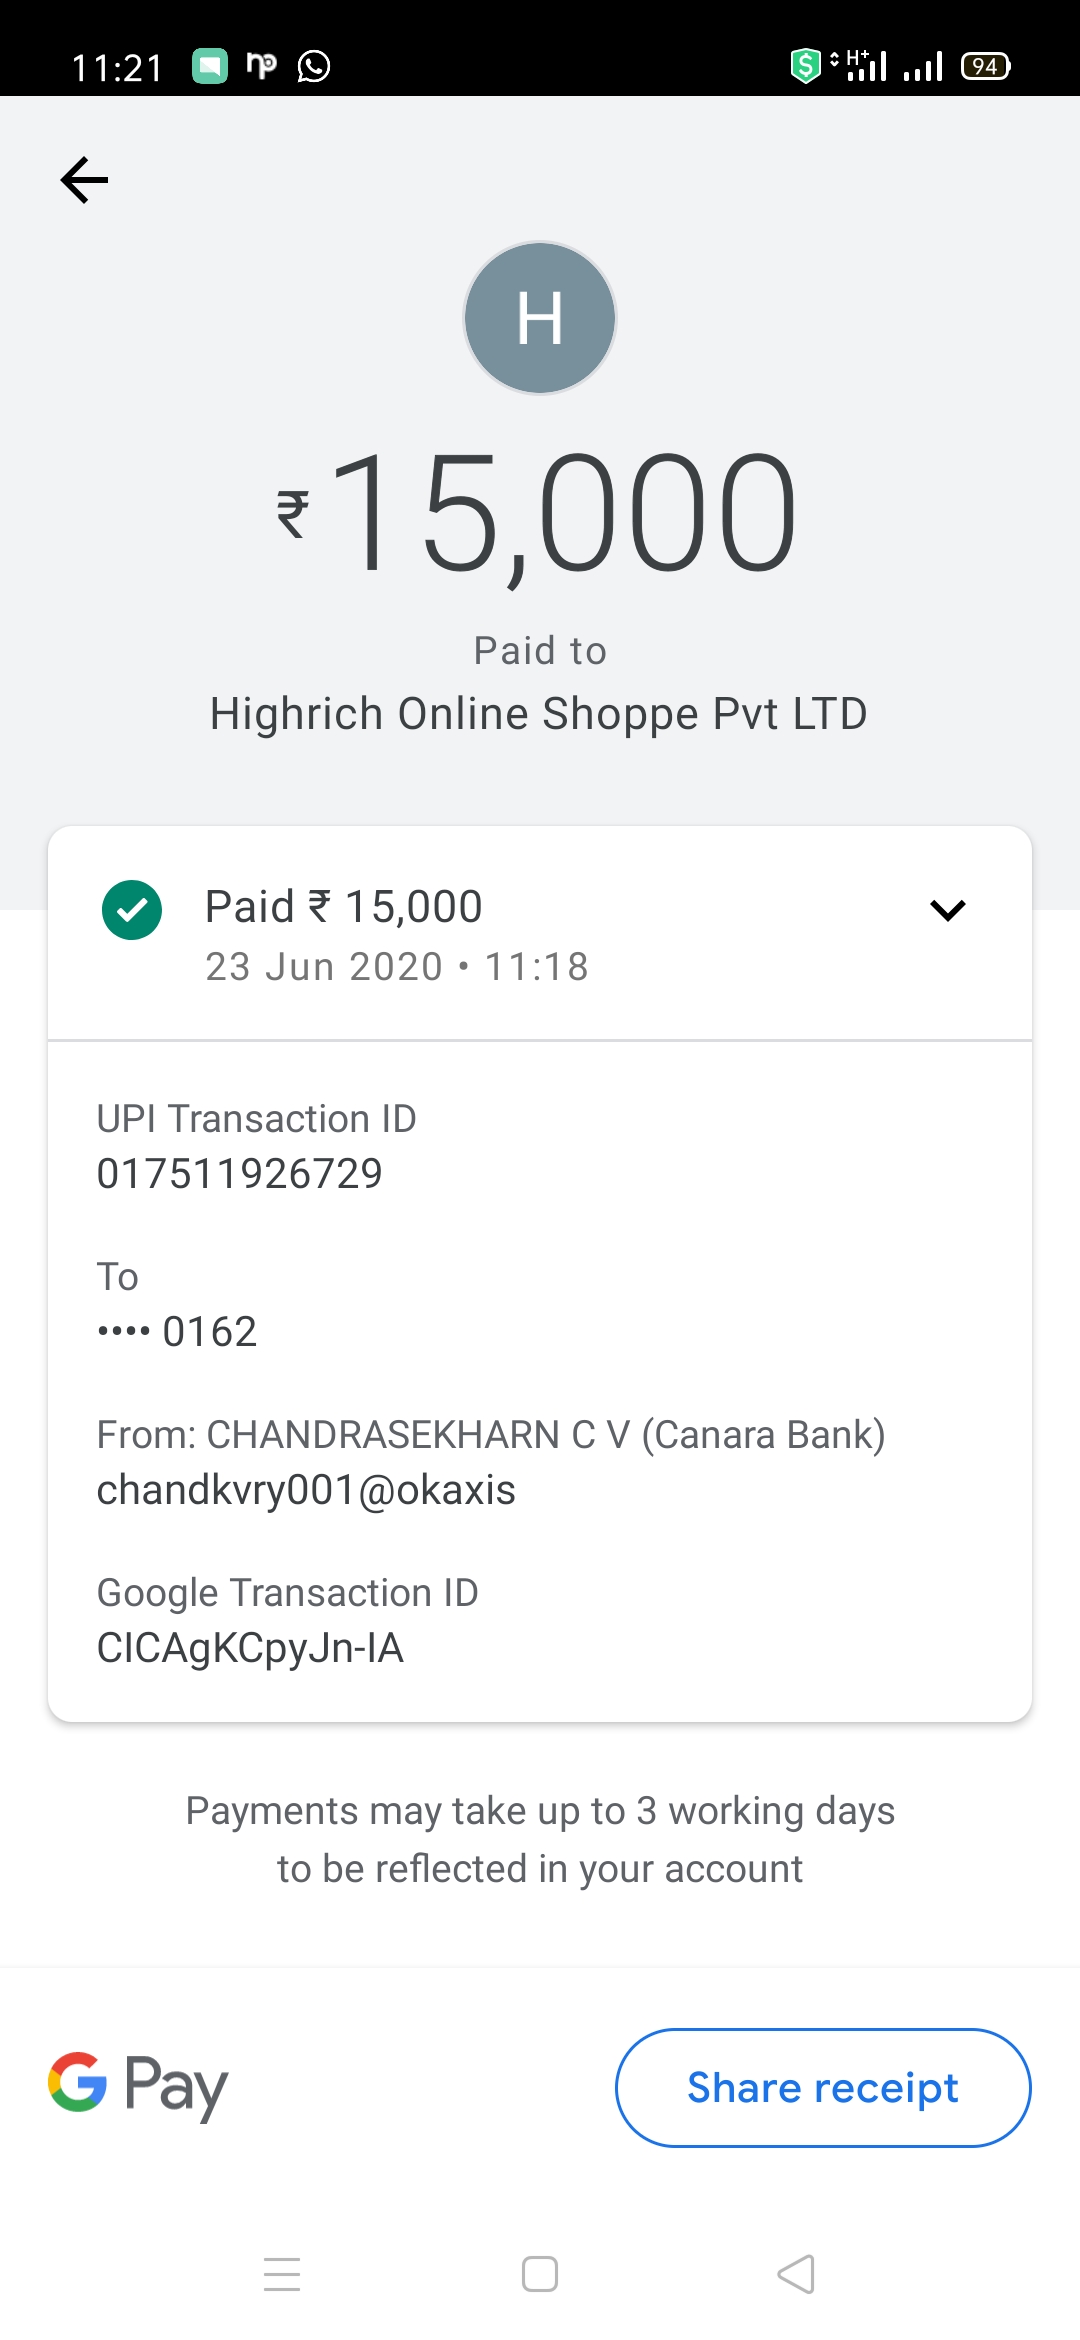 11:21 np H+ 94
H
₹15,000
Paid to
Highrich Online Shoppe Pvt LTD
Paid ₹ 15,000
23 Jun 2020 • 11:18
UPI Transaction ID
017511926729
To
•••• 0162
From: CHANDRASEKHARN C V (Canara Bank)
chandkvry001@okaxis
Google Transaction ID
CICAgKCpyJn-IA
Payments may take up to 3 working days
to be reflected in your account
G Pay
Share receipt